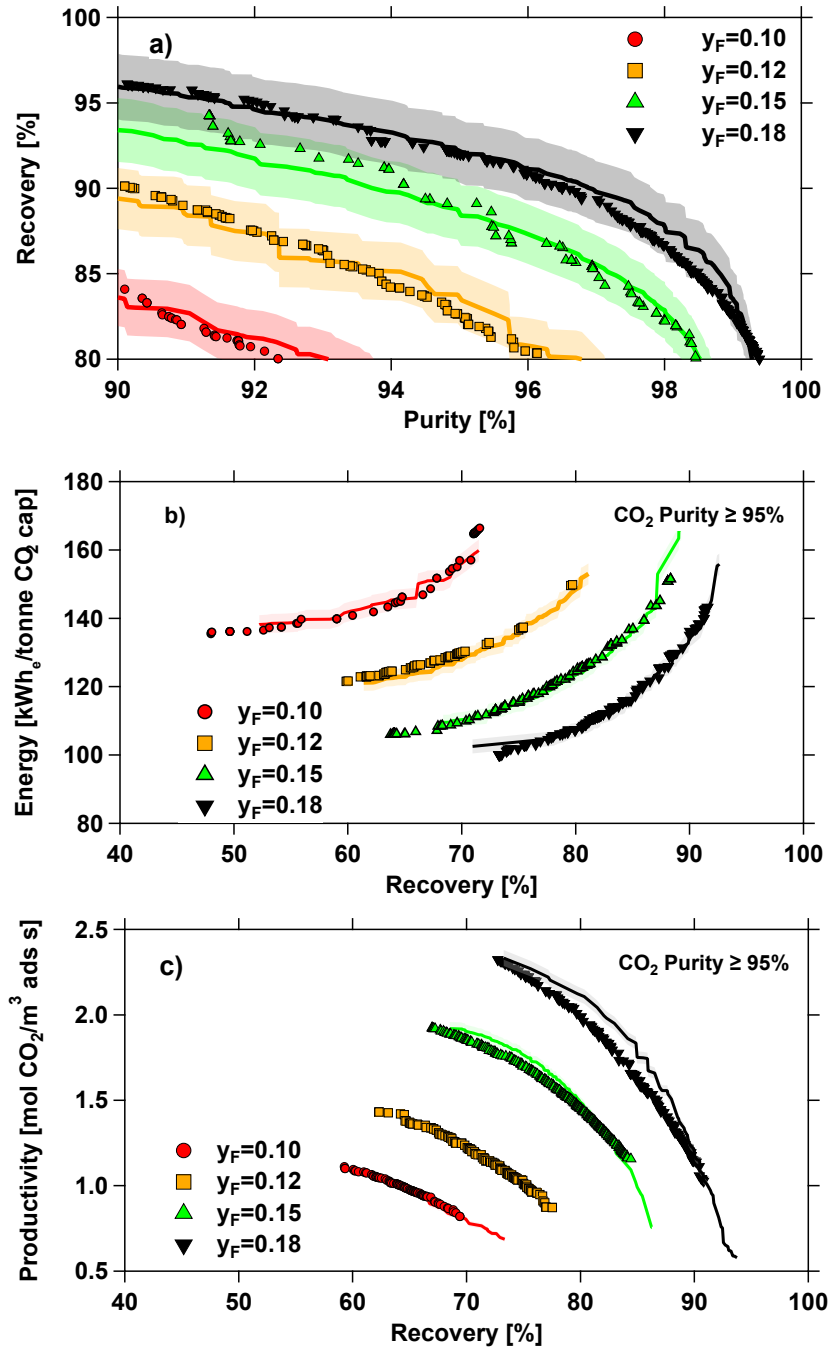 100
95
90
85
80
Recovery [%]
a)
yF=0.10
yF=0.12
yF=0.15
yF=0.18
90 92 94 96 98 100
Purity [%]
180
160
140
120
100
80
Energy [kWhe/tonne CO2 cap]
b)
CO2 Purity ≥ 95%
yF=0.10
yF=0.12
yF=0.15
yF=0.18
40 50 60 70 80 90 100
Recovery [%]
2.5
2.0
1.5
1.0
0.5
Productivity [mol CO2/m³ ads s]
c)
CO2 Purity ≥ 95%
yF=0.10
yF=0.12
yF=0.15
yF=0.18
40 50 60 70 80 90 100
Recovery [%]